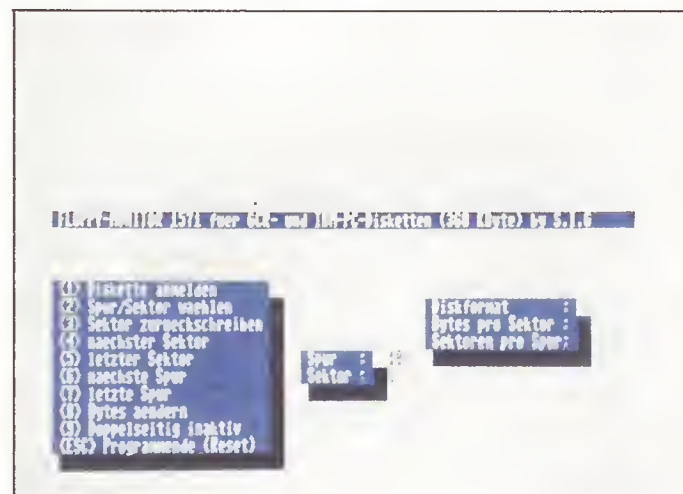 FLOPPY-MONITOR 1571 fuer GCR- und IBM-PC-Disketten (360 KByte) by S.I.G
(1) Diskette anmelden
(2) Spur/Sektor waehlen
(3) Sektor zurueckschreiben
(4) naechster Sektor
(5) letzter Sektor
(6) naechste Spur
(7) letzte Spur
(8) Bytes aendern
(9) Doppelseitig inaktiv
(ESC) Programmende (Reset)
Spur :
Sektor :
Diskformat :
Bytes pro Sektor :
Sektoren pro Spur: